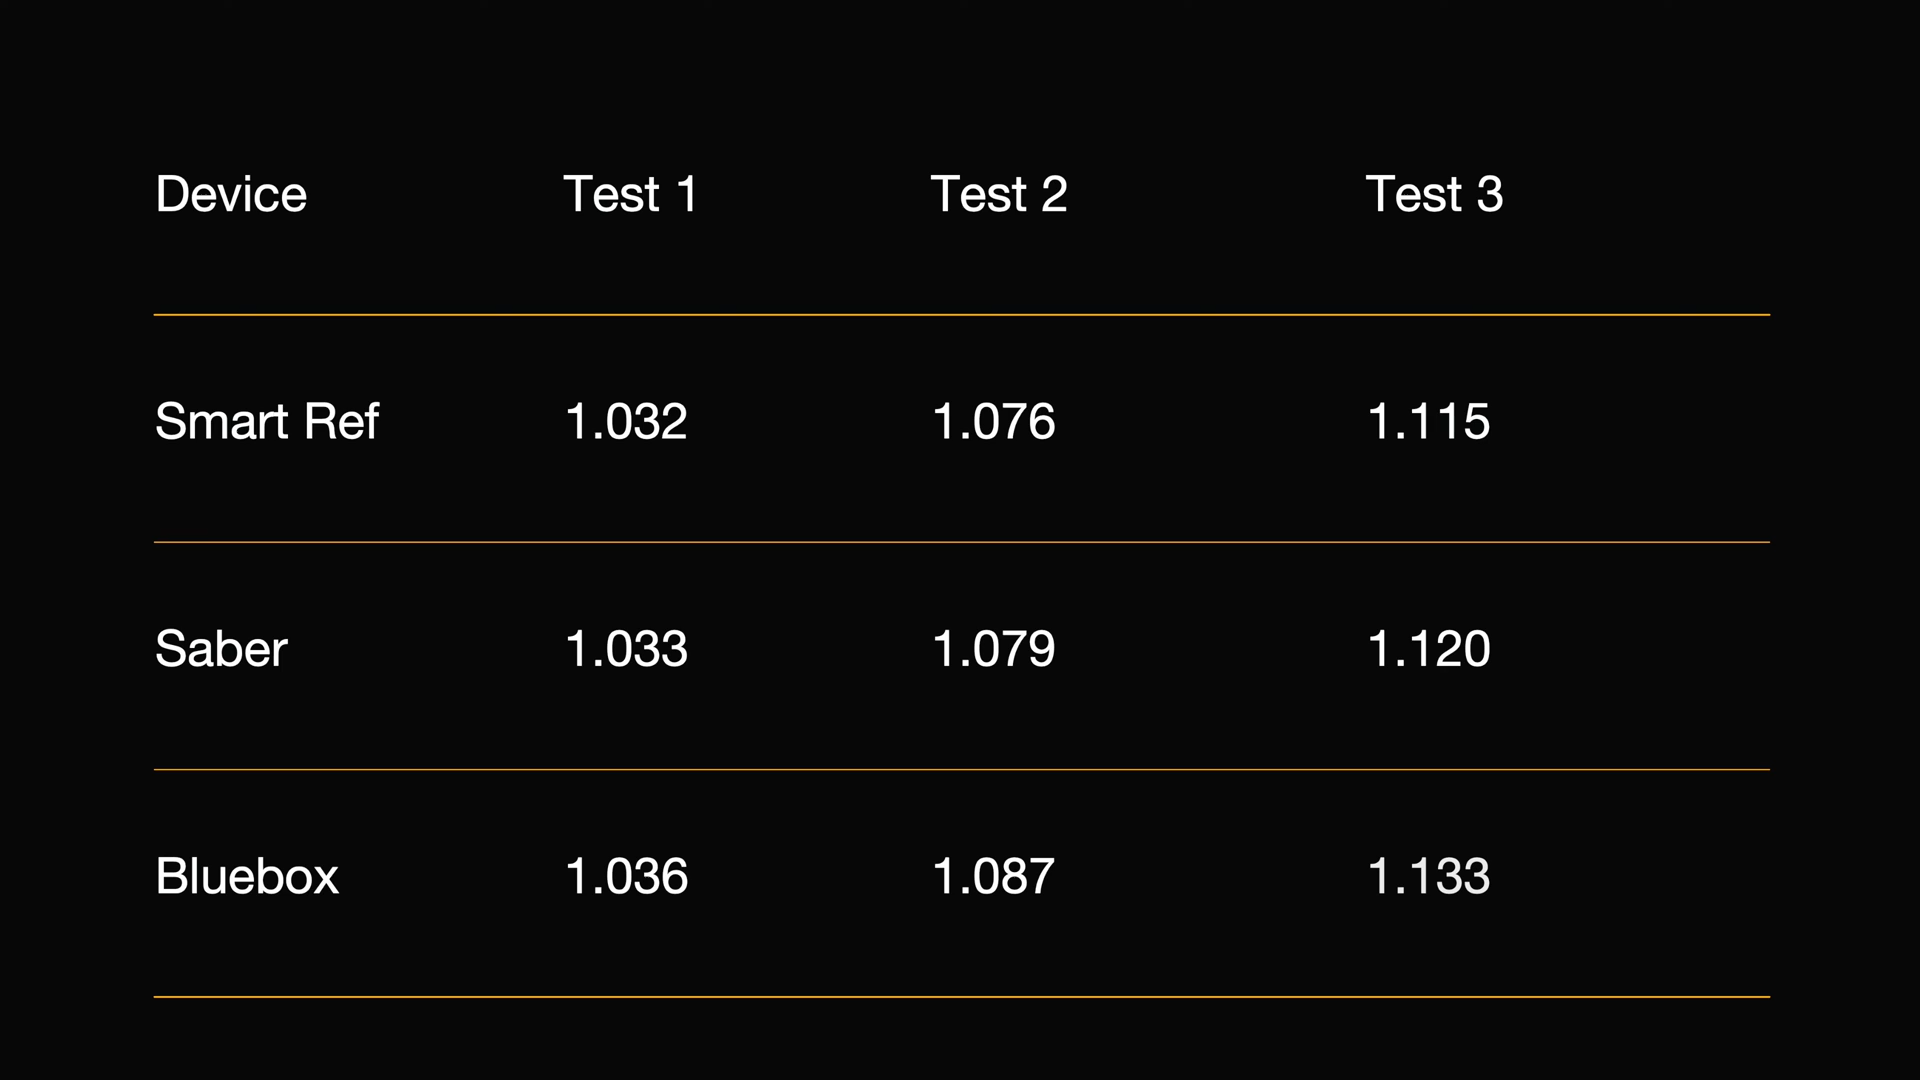 Device Test 1 Test 2 Test 3
Smart Ref 1.032 1.076 1.115
Saber 1.033 1.079 1.120
Bluebox 1.036 1.087 1.133